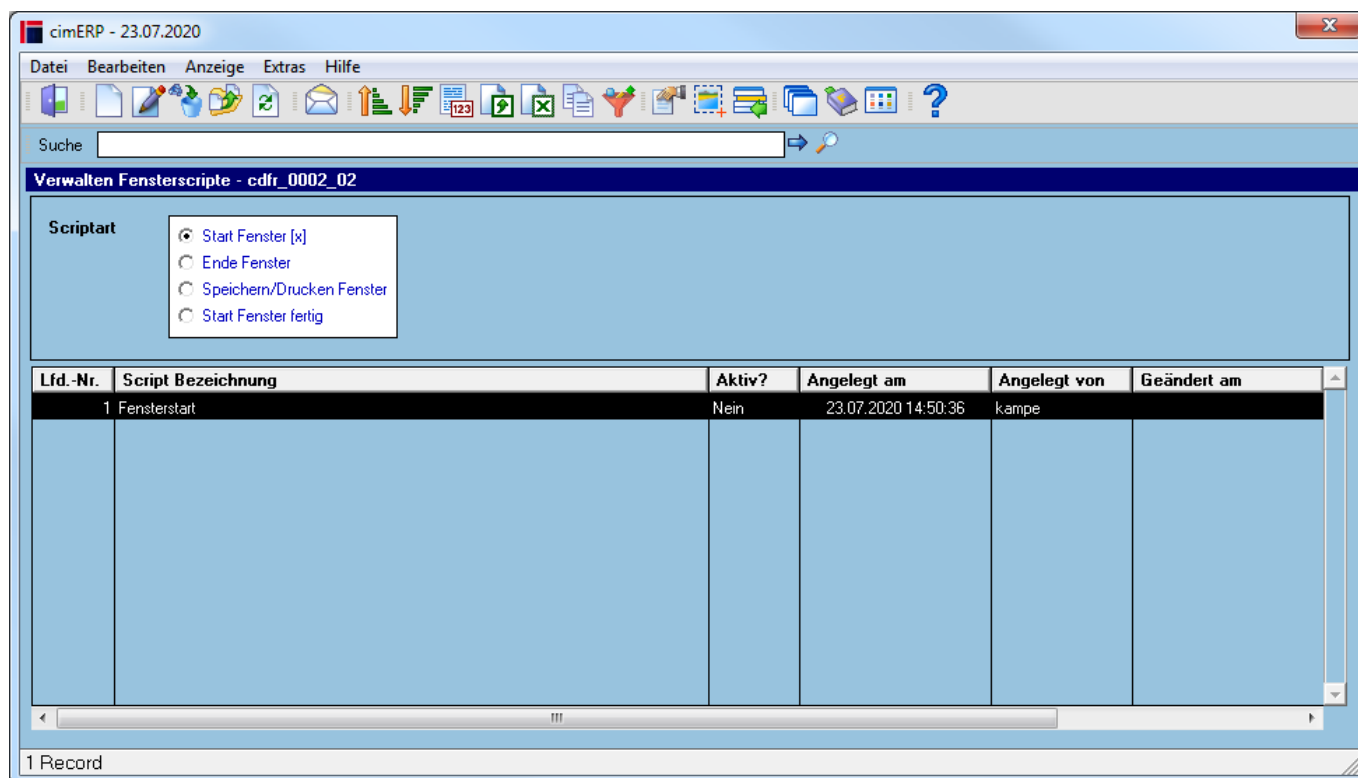 cimERP - 23.07.2020
Datei Bearbeiten Anzeige Extras Hilfe
123
Suche
Verwalten Fensterscripte - cdfr_0002_02
Scriptart
Start Fenster [x]
Ende Fenster
Speichern/Drucken Fenster
Start Fenster fertig
Lfd.-Nr. Script Bezeichnung Aktiv? Angelegt am Angelegt von Geändert am
1 Fensterstart Nein 23.07.2020 14:50:36 kampe
1 Record